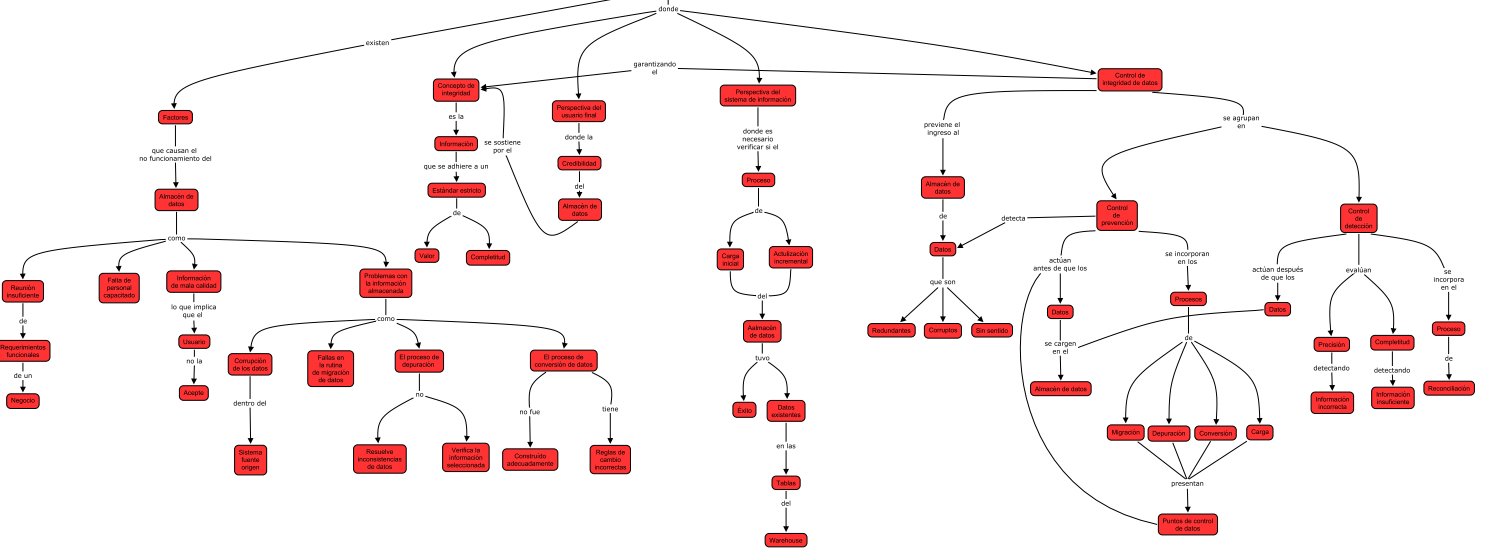 donde
existen
garantizando
el
Control de
integridad de datos
Concepto de
integridad
Perspectiva del
sistema de información
Perspectiva del
usuario final
Factores
es la
Información
se sostiene
por el
donde la
donde es
necesario
verificar si el
previene el
ingreso al
se agrupan
en
que causan el
no funcionamiento del
que se adhiere a un
Credibilidad
Proceso
Estándar estricto
del
Almacén de
datos
Almacén de
datos
Almacén de
datos
de
de
de
detecta
Control
de
prevención
Control
de
detección
como
Valor
Completitud
Carga
inicial
Actulización
incremental
Datos
actúan
antes de que los
se incorporan
en los
actúan después
de que los
evalúan
se
incorpora
en el
Reunión
insuficiente
Falla de
personal
capacitado
Información
de mala calidad
Problemas con
la información
almacenada
que son
del
Procesos
Datos
Datos
de
lo que implica
que el
como
Aalmacén
de datos
Redundantes
Corruptos
Sin sentido
se cargen
en el
de
Precisión
Completitud
Proceso
Requerimientos
funcionales
Usuario
Corrupción
de los datos
Fallas en
la rutina
de migración
de datos
El proceso de
depuración
El proceso de
conversión de datos
tuvo
de un
no la
detectando
detectando
de
Negocio
Acepte
Almacén de datos
Información
incorrecta
Información
insuficiente
Reconciliación
dentro del
no
no fue
tiene
Éxito
Datos
existentes
Migración
Depuración
Conversión
Carga
en las
Sistema
fuente
origen
Resuelve
inconsistencias
de datos
Verifica la
información
seleccionada
Construido
adecuadamente
Reglas de
cambio
incorrectas
Tablas
presentan
del
Puntos de control
de datos
Warehouse